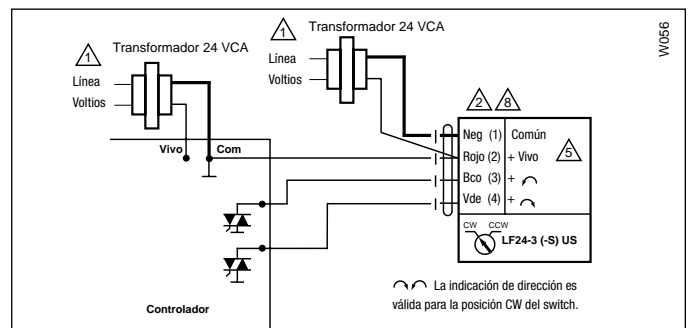 W056
1
Transformador 24 VCA
Línea
Voltios
1
Transformador 24 VCA
Línea
Voltios
Vivo
Com
2
8
Neg (1) Común
Rojo (2) + Vivo
5
Bco (3) +
Vde (4) +
CW CCW
LF24-3 (-S) US
La indicación de dirección es
válida para la posición CW del switch.
Controlador